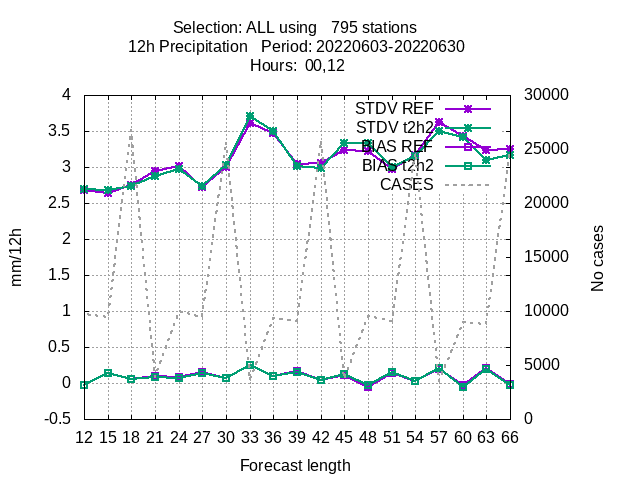 Selection: ALL using 795 stations
12h Precipitation Period: 20220603-20220630
Hours: 00,12
4 30000
STDV REF
3.5 STDV t2h2
BIAS REF 25000
3 BIAS t2h2
CASES
2.5 20000
2
mm/12h
No cases
1.5 15000
1 10000
0.5 5000
0
-0.5 0
12 15 18 21 24 27 30 33 36 39 42 45 48 51 54 57 60 63 66
Forecast length